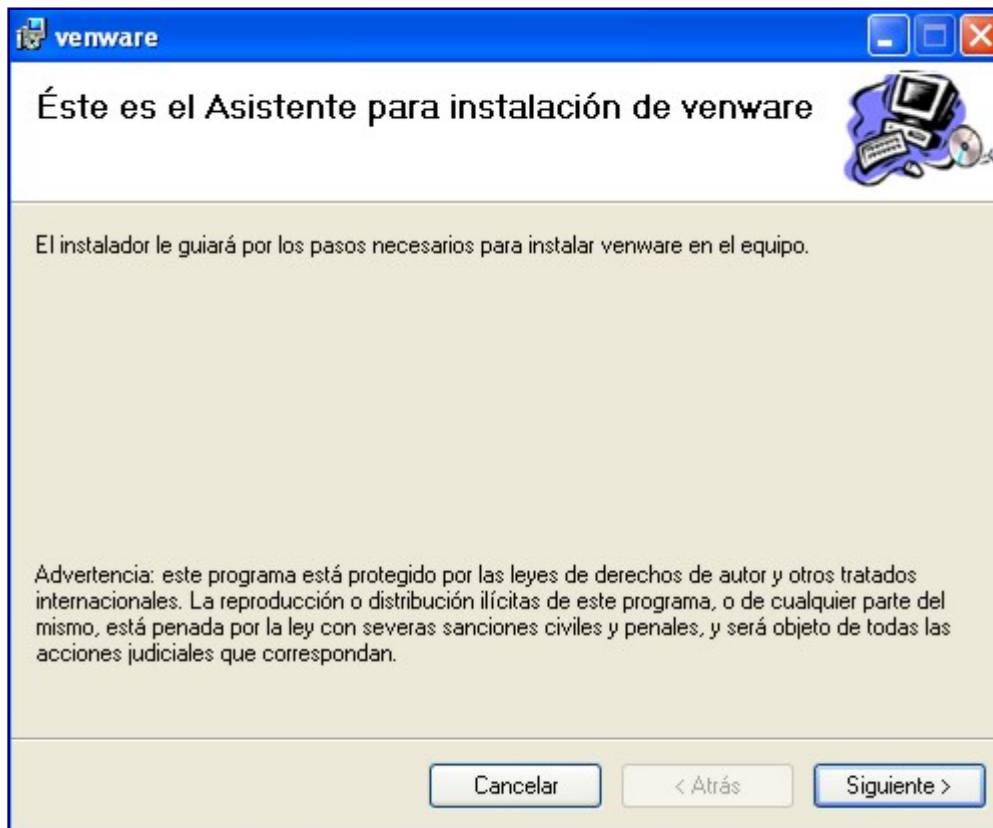 venware
Éste es el Asistente para instalación de venware
El instalador le guiará por los pasos necesarios para instalar venware en el equipo.
Advertencia: este programa está protegido por las leyes de derechos de autor y otros tratados
internacionales. La reproducción o distribución ilícitas de este programa, o de cualquier parte del
mismo, está penada por la ley con severas sanciones civiles y penales, y será objeto de todas las
acciones judiciales que correspondan.
Cancelar
< Atrás
Siguiente >